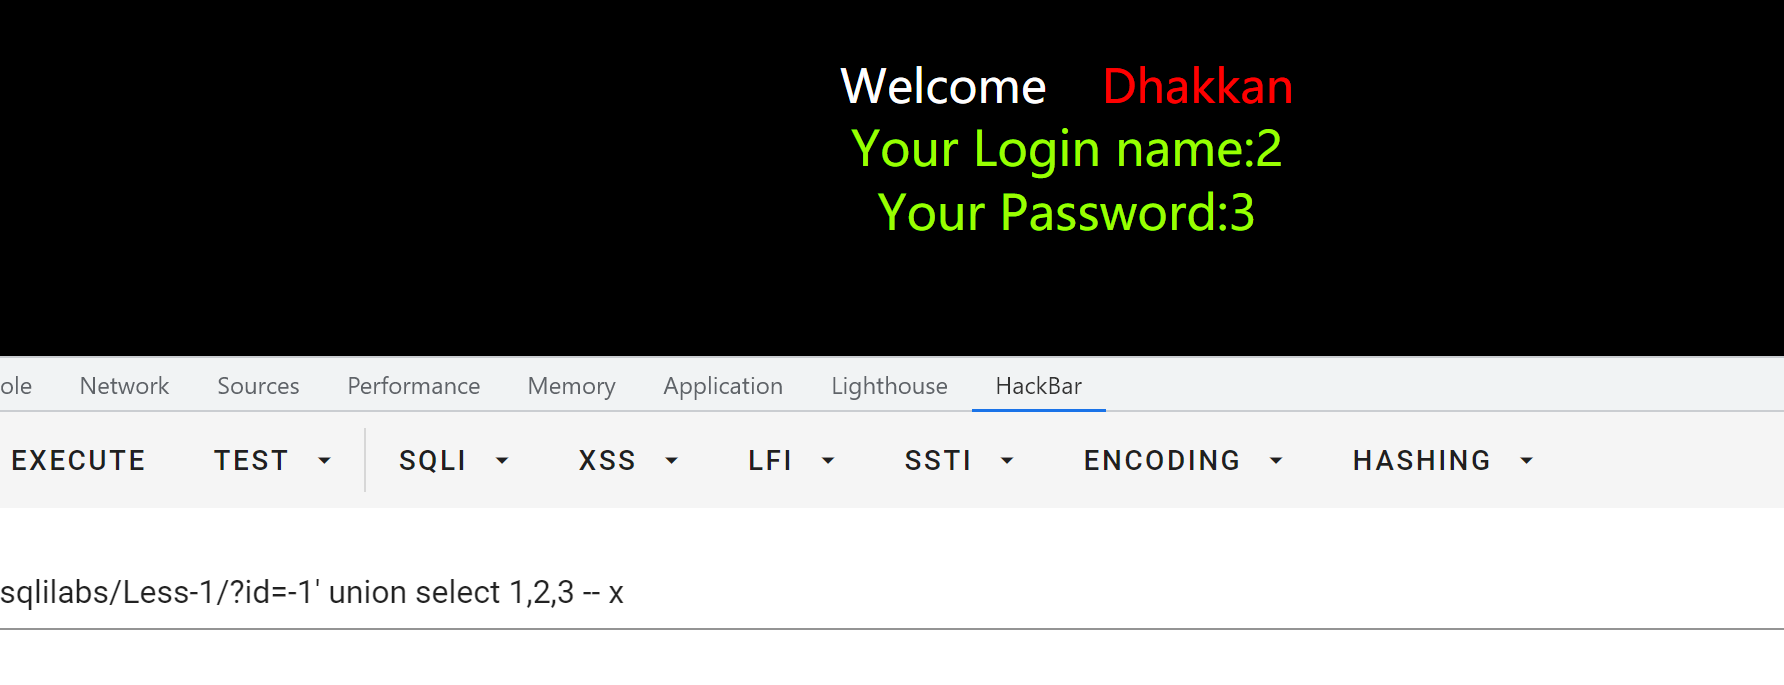 Welcome Dhakkan
Your Login name:2
Your Password:3
ole Network Sources Performance Memory Application Lighthouse HackBar
EXECUTE TEST SQLI XSS LFI SSTI ENCODING HASHING
sqlilabs/Less-1/?id=-1' union select 1,2,3 -- x